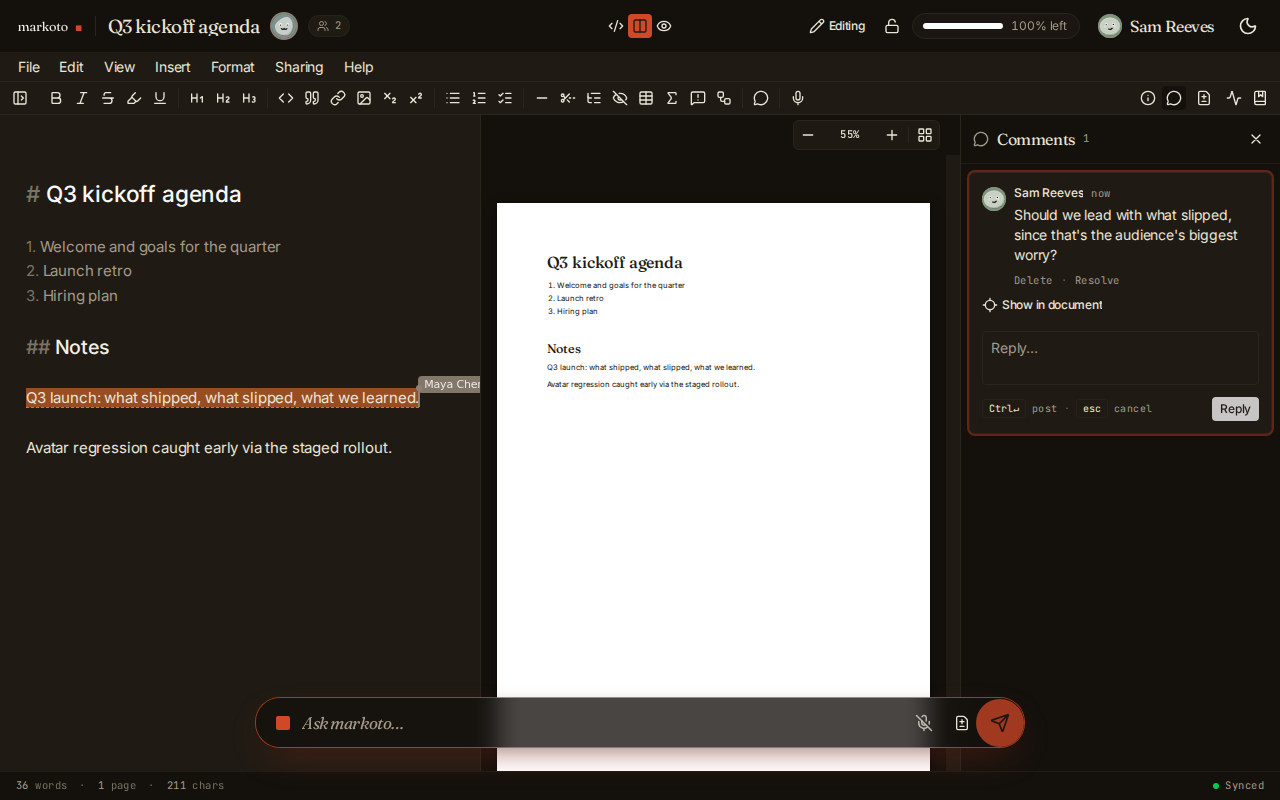 markoto
Q3 kickoff agenda
2
Editing
100% left
Sam Reeves
File Edit View Insert Format Sharing Help
H1 H2 H3
55%
# Q3 kickoff agenda
1. Welcome and goals for the quarter
2. Launch retro
3. Hiring plan
## Notes
Maya Chen
Q3 launch: what shipped, what slipped, what we learned.
Avatar regression caught early via the staged rollout.
Q3 kickoff agenda
1. Welcome and goals for the quarter
2. Launch retro
3. Hiring plan
Notes
Q3 launch: what shipped, what slipped, what we learned.
Avatar regression caught early via the staged rollout.
Comments 1
Sam Reeves now
Should we lead with what slipped,
since that's the audience's biggest
worry?
Delete · Resolve
Show in document
Reply...
Ctrl↵ post · esc cancel
Reply
Ask markoto...
36 words · 1 page · 211 chars
Synced